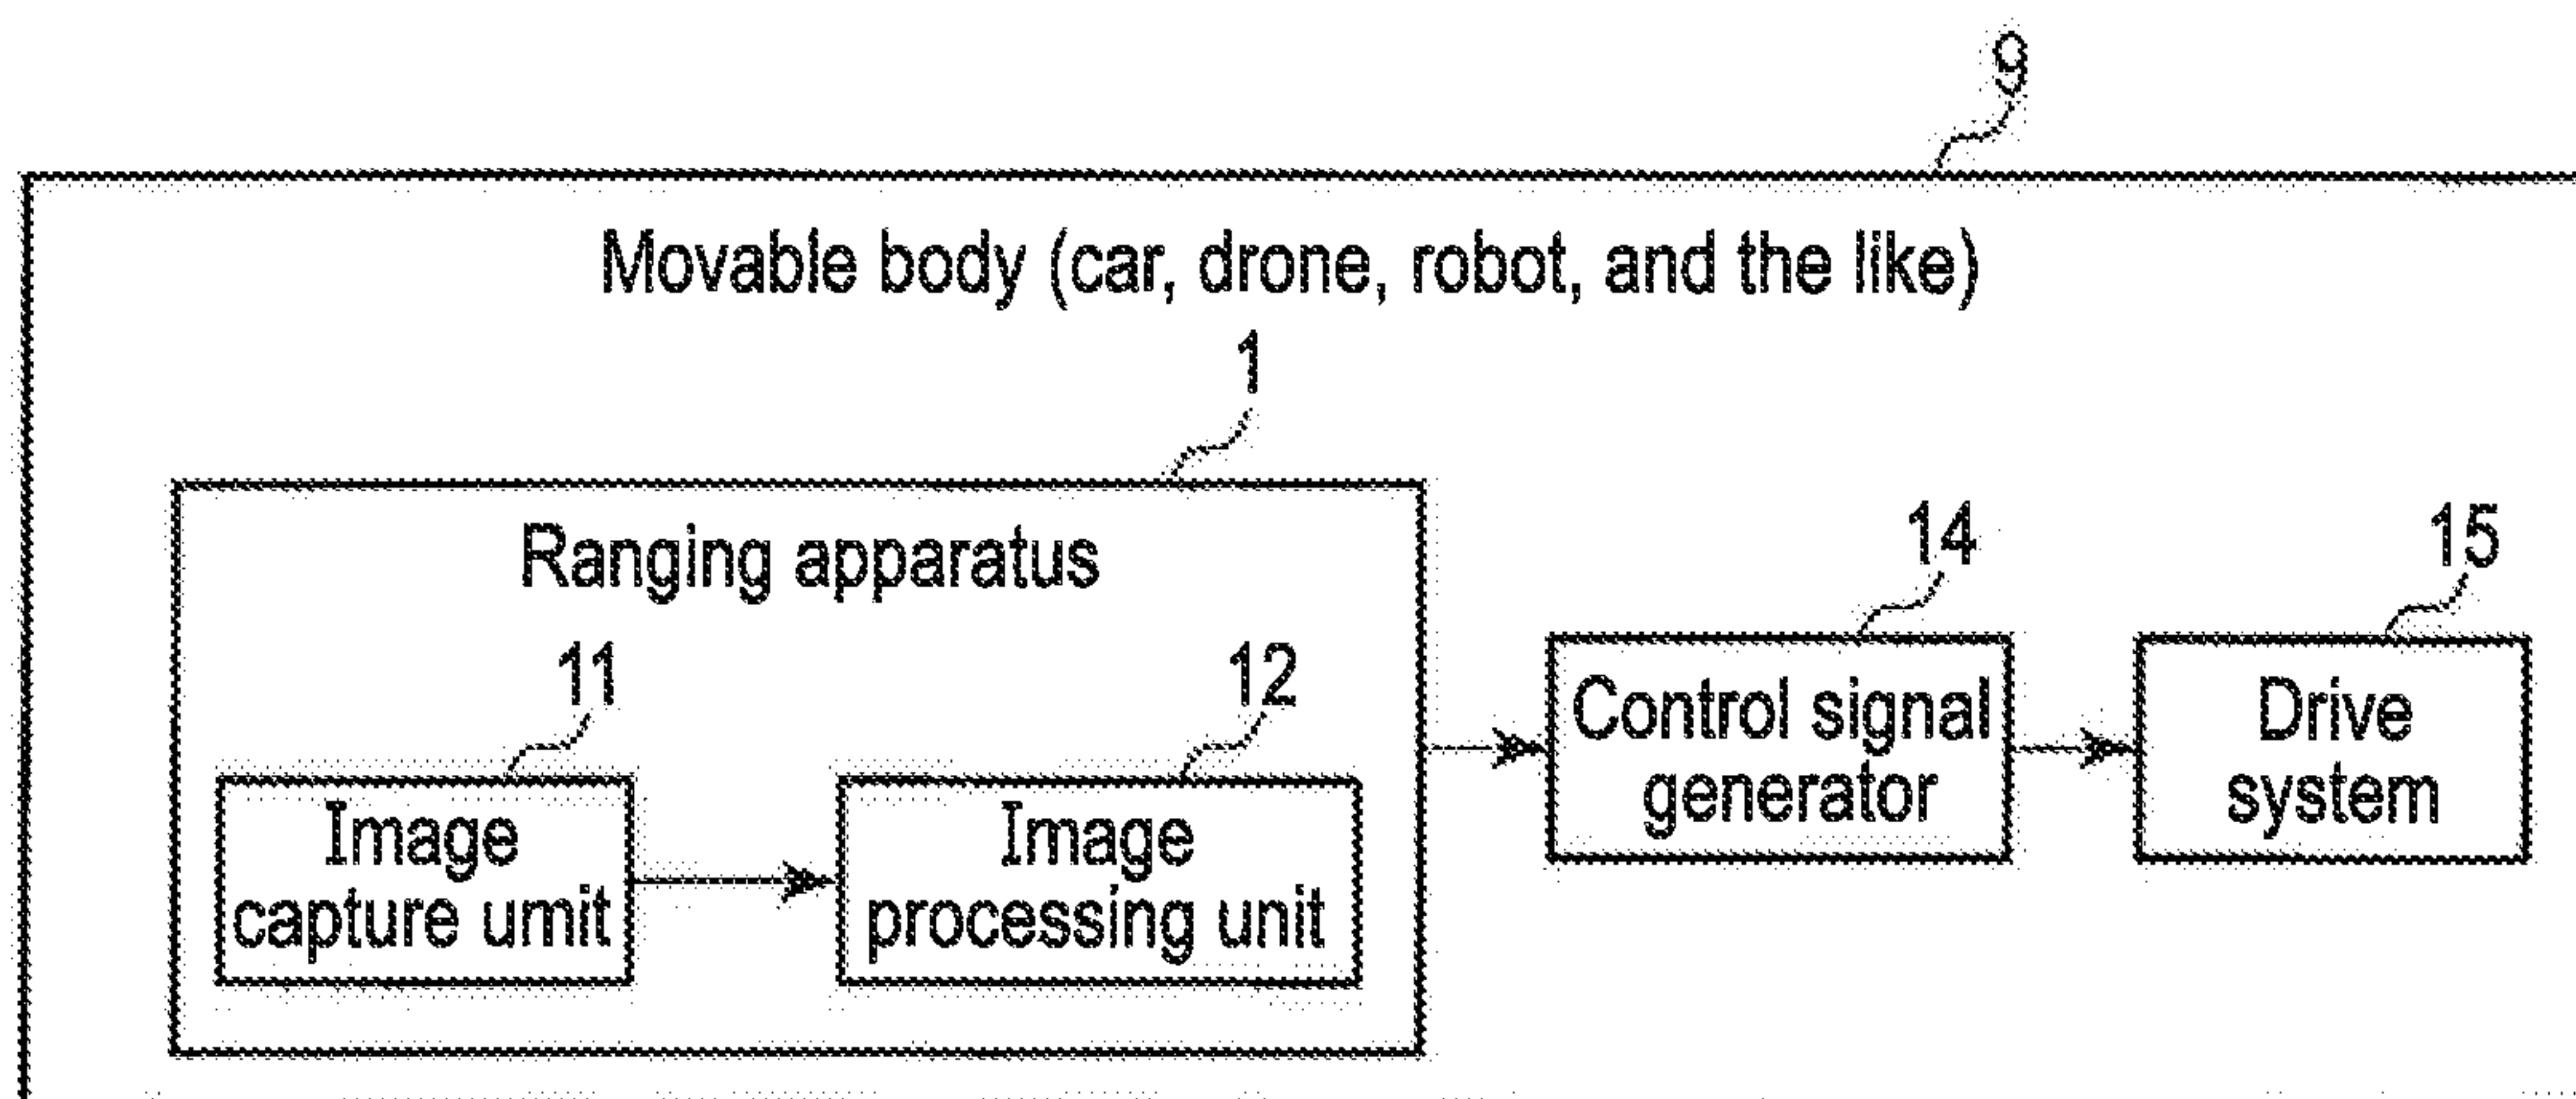 9
Movable body (car, drone, robot, and the like)
1
Ranging apparatus
11
Image
capture umit
12
Image
processing unit
14
Control signal
generator
15
Drive
system